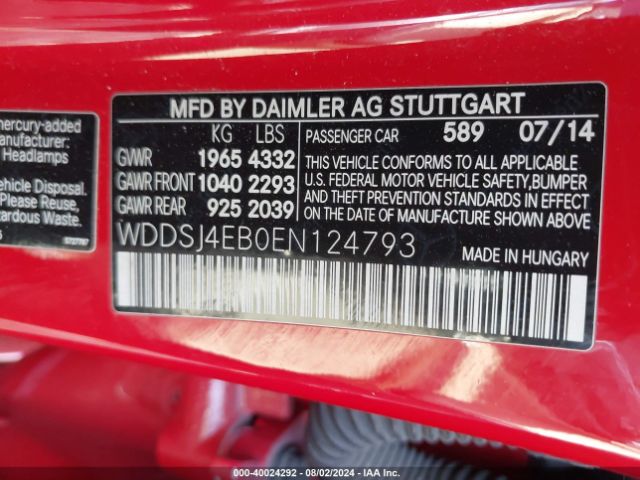 MFD BY DAIMLER AG STUTTGART
KG LBS
GVWR 1965 4332
GAWR FRONT 1040 2293
GAWR REAR 925 2039
PASSENGER CAR 589 07/14
THIS VEHICLE CONFORMS TO ALL APPLICABLE
U.S. FEDERAL MOTOR VEHICLE SAFETY,BUMPER
AND THEFT PREVENTION STANDARDS IN EFFECT
ON THE DATE OF MANUFACTURE SHOWN ABOVE.
WDDSJ4EB0EN124793
MADE IN HUNGARY
mercury-added
Headlamps
Disposal.
Please Reuse,
Waste.
000-40024292 - 08/02/2024 - IAA Inc.